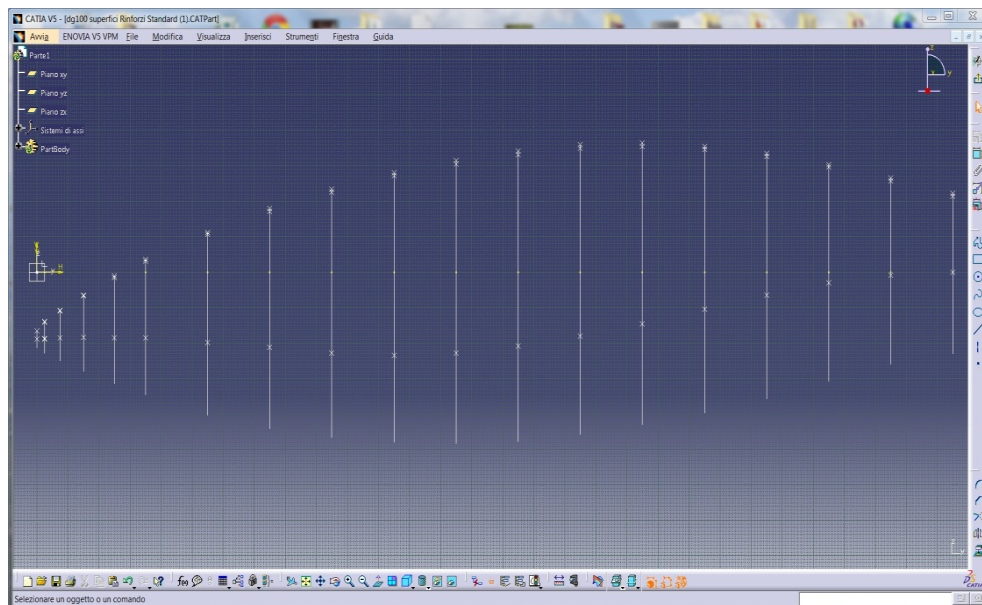 CATIA V5 - [dg100 superfici Rinforzi Standard (1).CATPart]
Avvia ENOVIA V5 VPM File Modifica Visualizza Inserisci Strumenti Finestra Guida
Parte1
Piano xy
Piano yz
Piano zx
Sistemi di assi
PartBody
z
x
y
H
f(x)
z
CATIA
Selezionare un oggetto o un comando